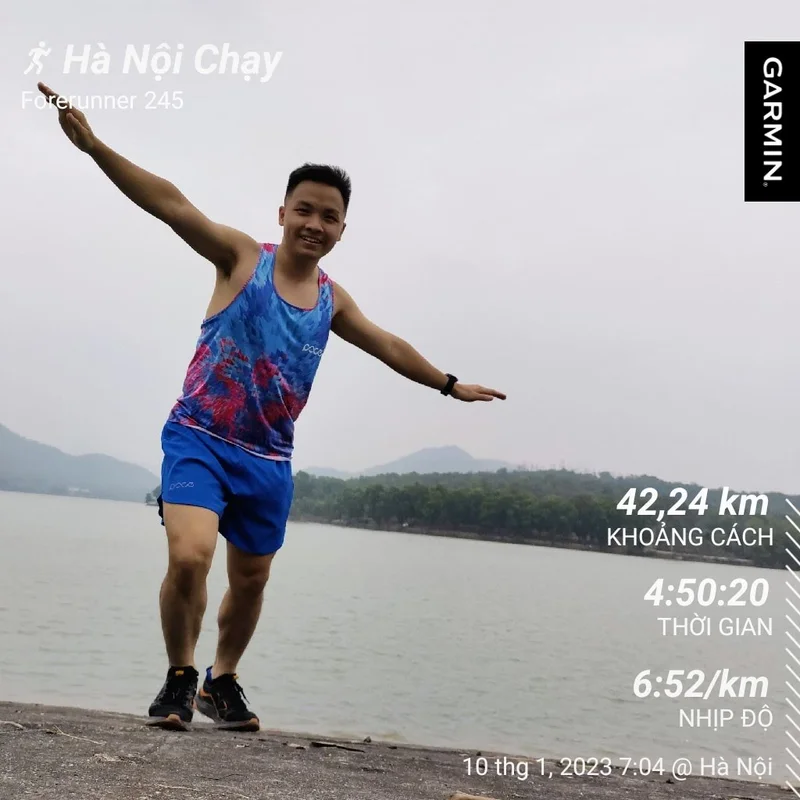 Hà Nội Chạy
Forerunner 245
GARMIN
42,24 km
KHOẢNG CÁCH
4:50:20
THỜI GIAN
6:52/km
NHỊP ĐỘ
10 thg 1, 2023 7:04 @ Hà Nội